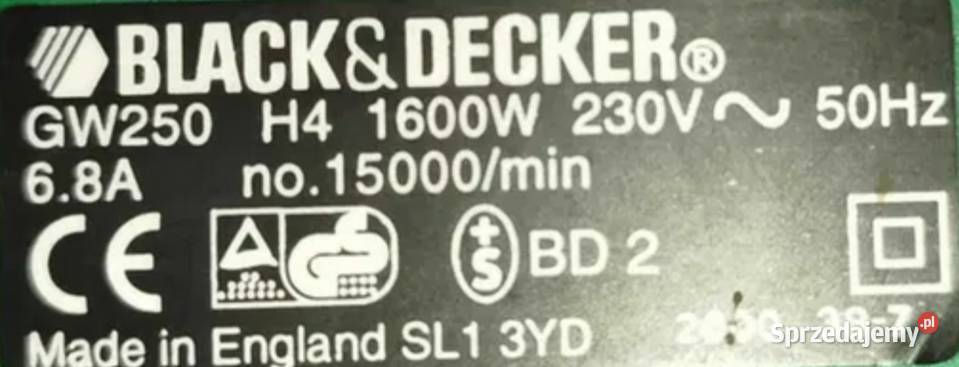 BLACK&DECKER®
GW250 H4 1600W 230V ~ 50Hz
6.8A no.15000/min
CE +S BD 2
Made in England SL1 3YD
Sprzedajemy.pl